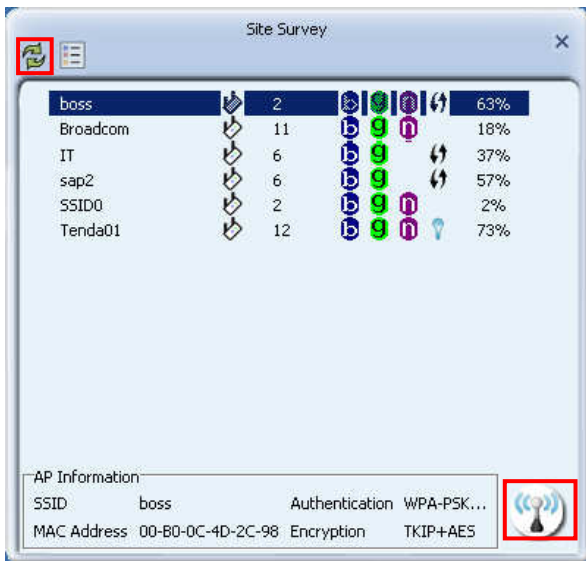 Site Survey
boss 2 b g n 63%
Broadcom 11 b g n 18%
IT 6 b g 37%
sap2 6 b g 57%
SSID0 2 b g n 2%
Tenda01 12 b g n 73%
AP Information
SSID boss Authentication WPA-PSK...
MAC Address 00-B0-0C-4D-2C-98 Encryption TKIP+AES